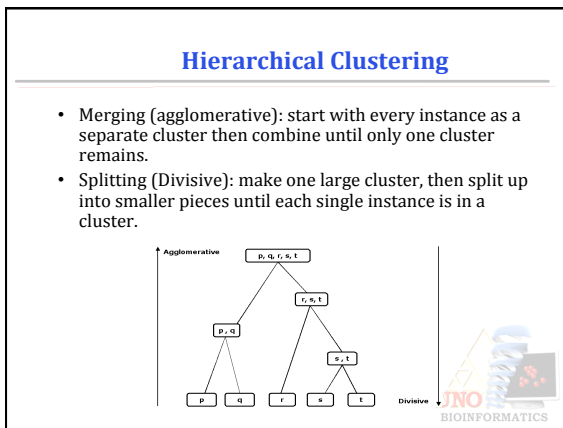 Hierarchical Clustering
• Merging (agglomerative): start with every instance as a
separate cluster then combine until only one cluster
remains.
• Splitting (Divisive): make one large cluster, then split up
into smaller pieces until each single instance is in a
cluster.
Agglomerative
p, q, r, s, t
r, s, t
p , q
s , t
p q r s t
Divisive
JNO
BIOINFORMATICS